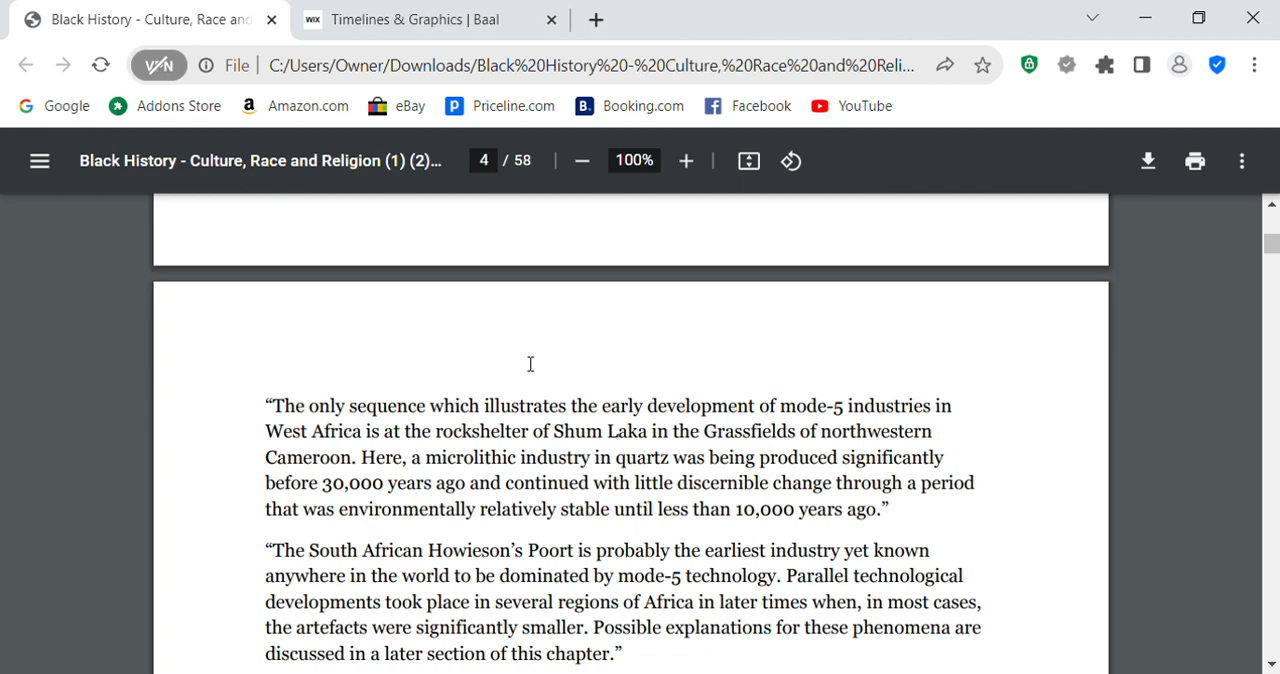 Black History - Culture, Race and
WIX Timelines & Graphics | Baal
VPN File C:/Users/Owner/Downloads/Black%20History%20-%20Culture,%20Race%20and%20Reli...
Google Addons Store Amazon.com eBay Priceline.com Booking.com Facebook YouTube
Black History - Culture, Race and Religion (1) (2)... 4 / 58 100%
“The only sequence which illustrates the early development of mode-5 industries in
West Africa is at the rockshelter of Shum Laka in the Grassfields of northwestern
Cameroon. Here, a microlithic industry in quartz was being produced significantly
before 30,000 years ago and continued with little discernible change through a period
that was environmentally relatively stable until less than 10,000 years ago.”
“The South African Howieson’s Poort is probably the earliest industry yet known
anywhere in the world to be dominated by mode-5 technology. Parallel technological
developments took place in several regions of Africa in later times when, in most cases,
the artefacts were significantly smaller. Possible explanations for these phenomena are
discussed in a later section of this chapter.”